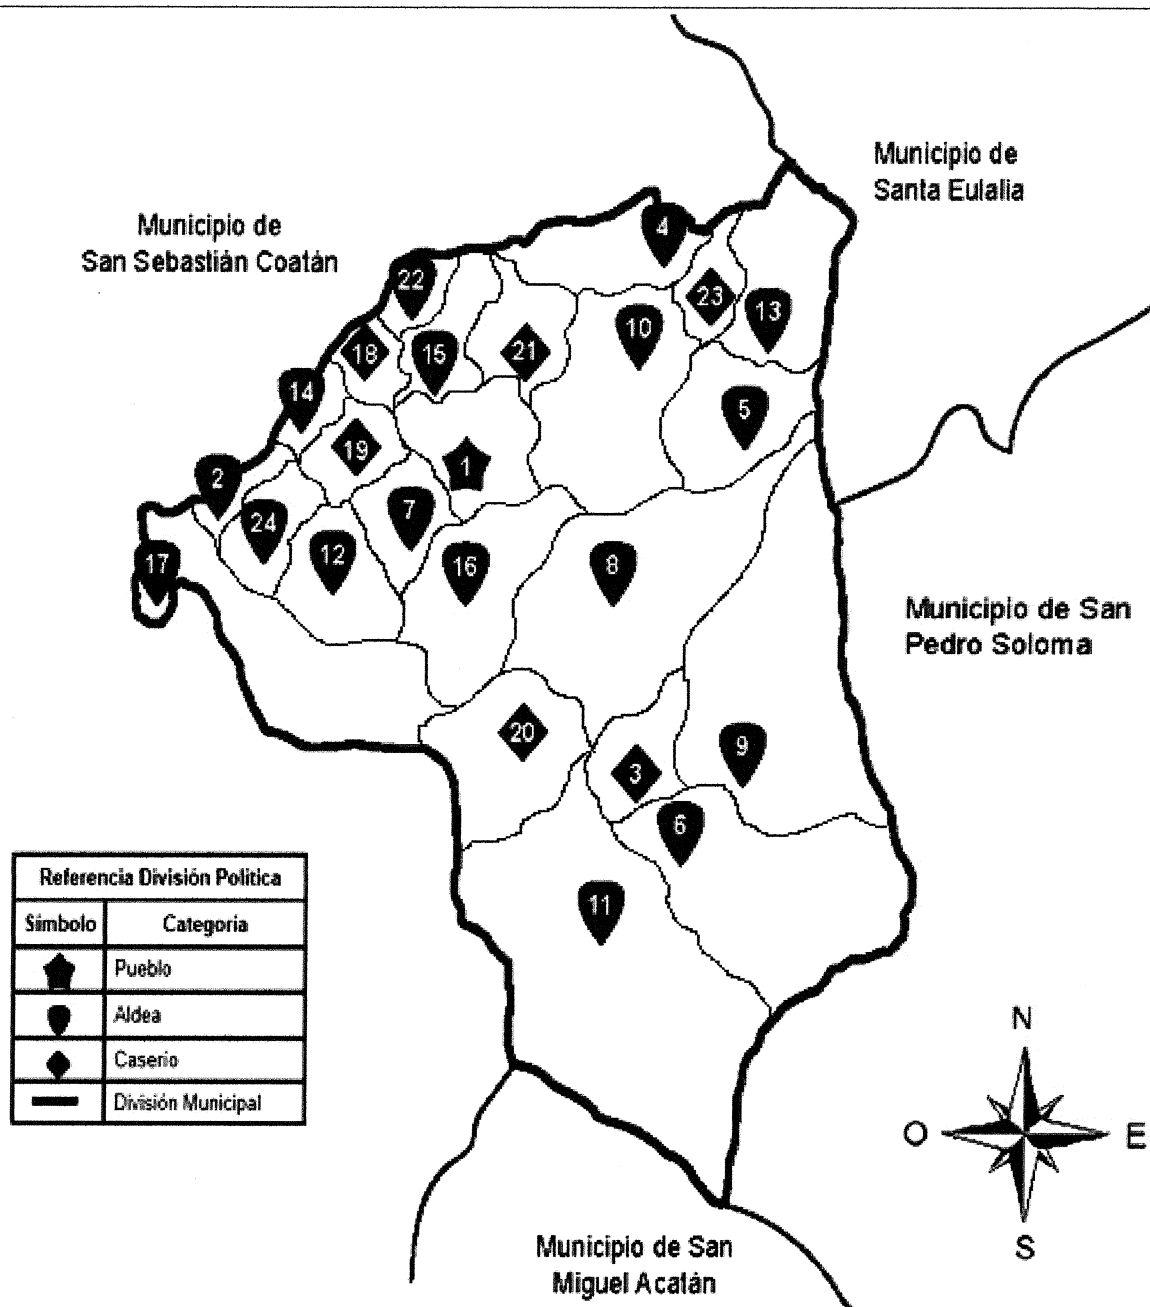 Municipio de
Santa Eulalia
Municipio de
San Sebastián Coatán
4
22
23
13
10
18
15
21
14
5
19
1
2
24
7
12
17
16
8
Municipio de San
Pedro Soloma
20
9
3
6
11
Referencia División Política
Símbolo Categoría
Pueblo
Aldea
Caserío
División Municipal
N
O
E
S
Municipio de San
Miguel Acatán